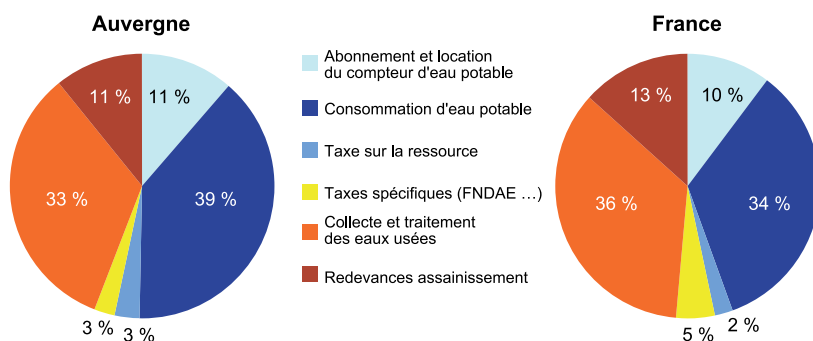 Auvergne
11 %
11 %
39 %
33 %
3 %
3 %
Abonnement et location
du compteur d'eau potable
Consommation d'eau potable
Taxe sur la ressource
Taxes spécifiques (FNDAE ...)
Collecte et traitement
des eaux usées
Redevances assainissement
France
13 %
10 %
36 %
34 %
5 %
2 %